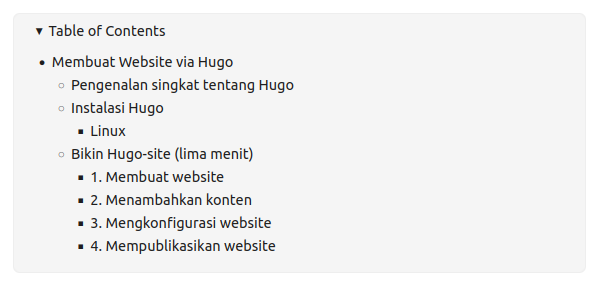 Table of Contents
Membuat Website via Hugo
Pengenalan singkat tentang Hugo
Instalasi Hugo
Linux
Bikin Hugo-site (lima menit)
1. Membuat website
2. Menambahkan konten
3. Mengkonfigurasi website
4. Mempublikasikan website